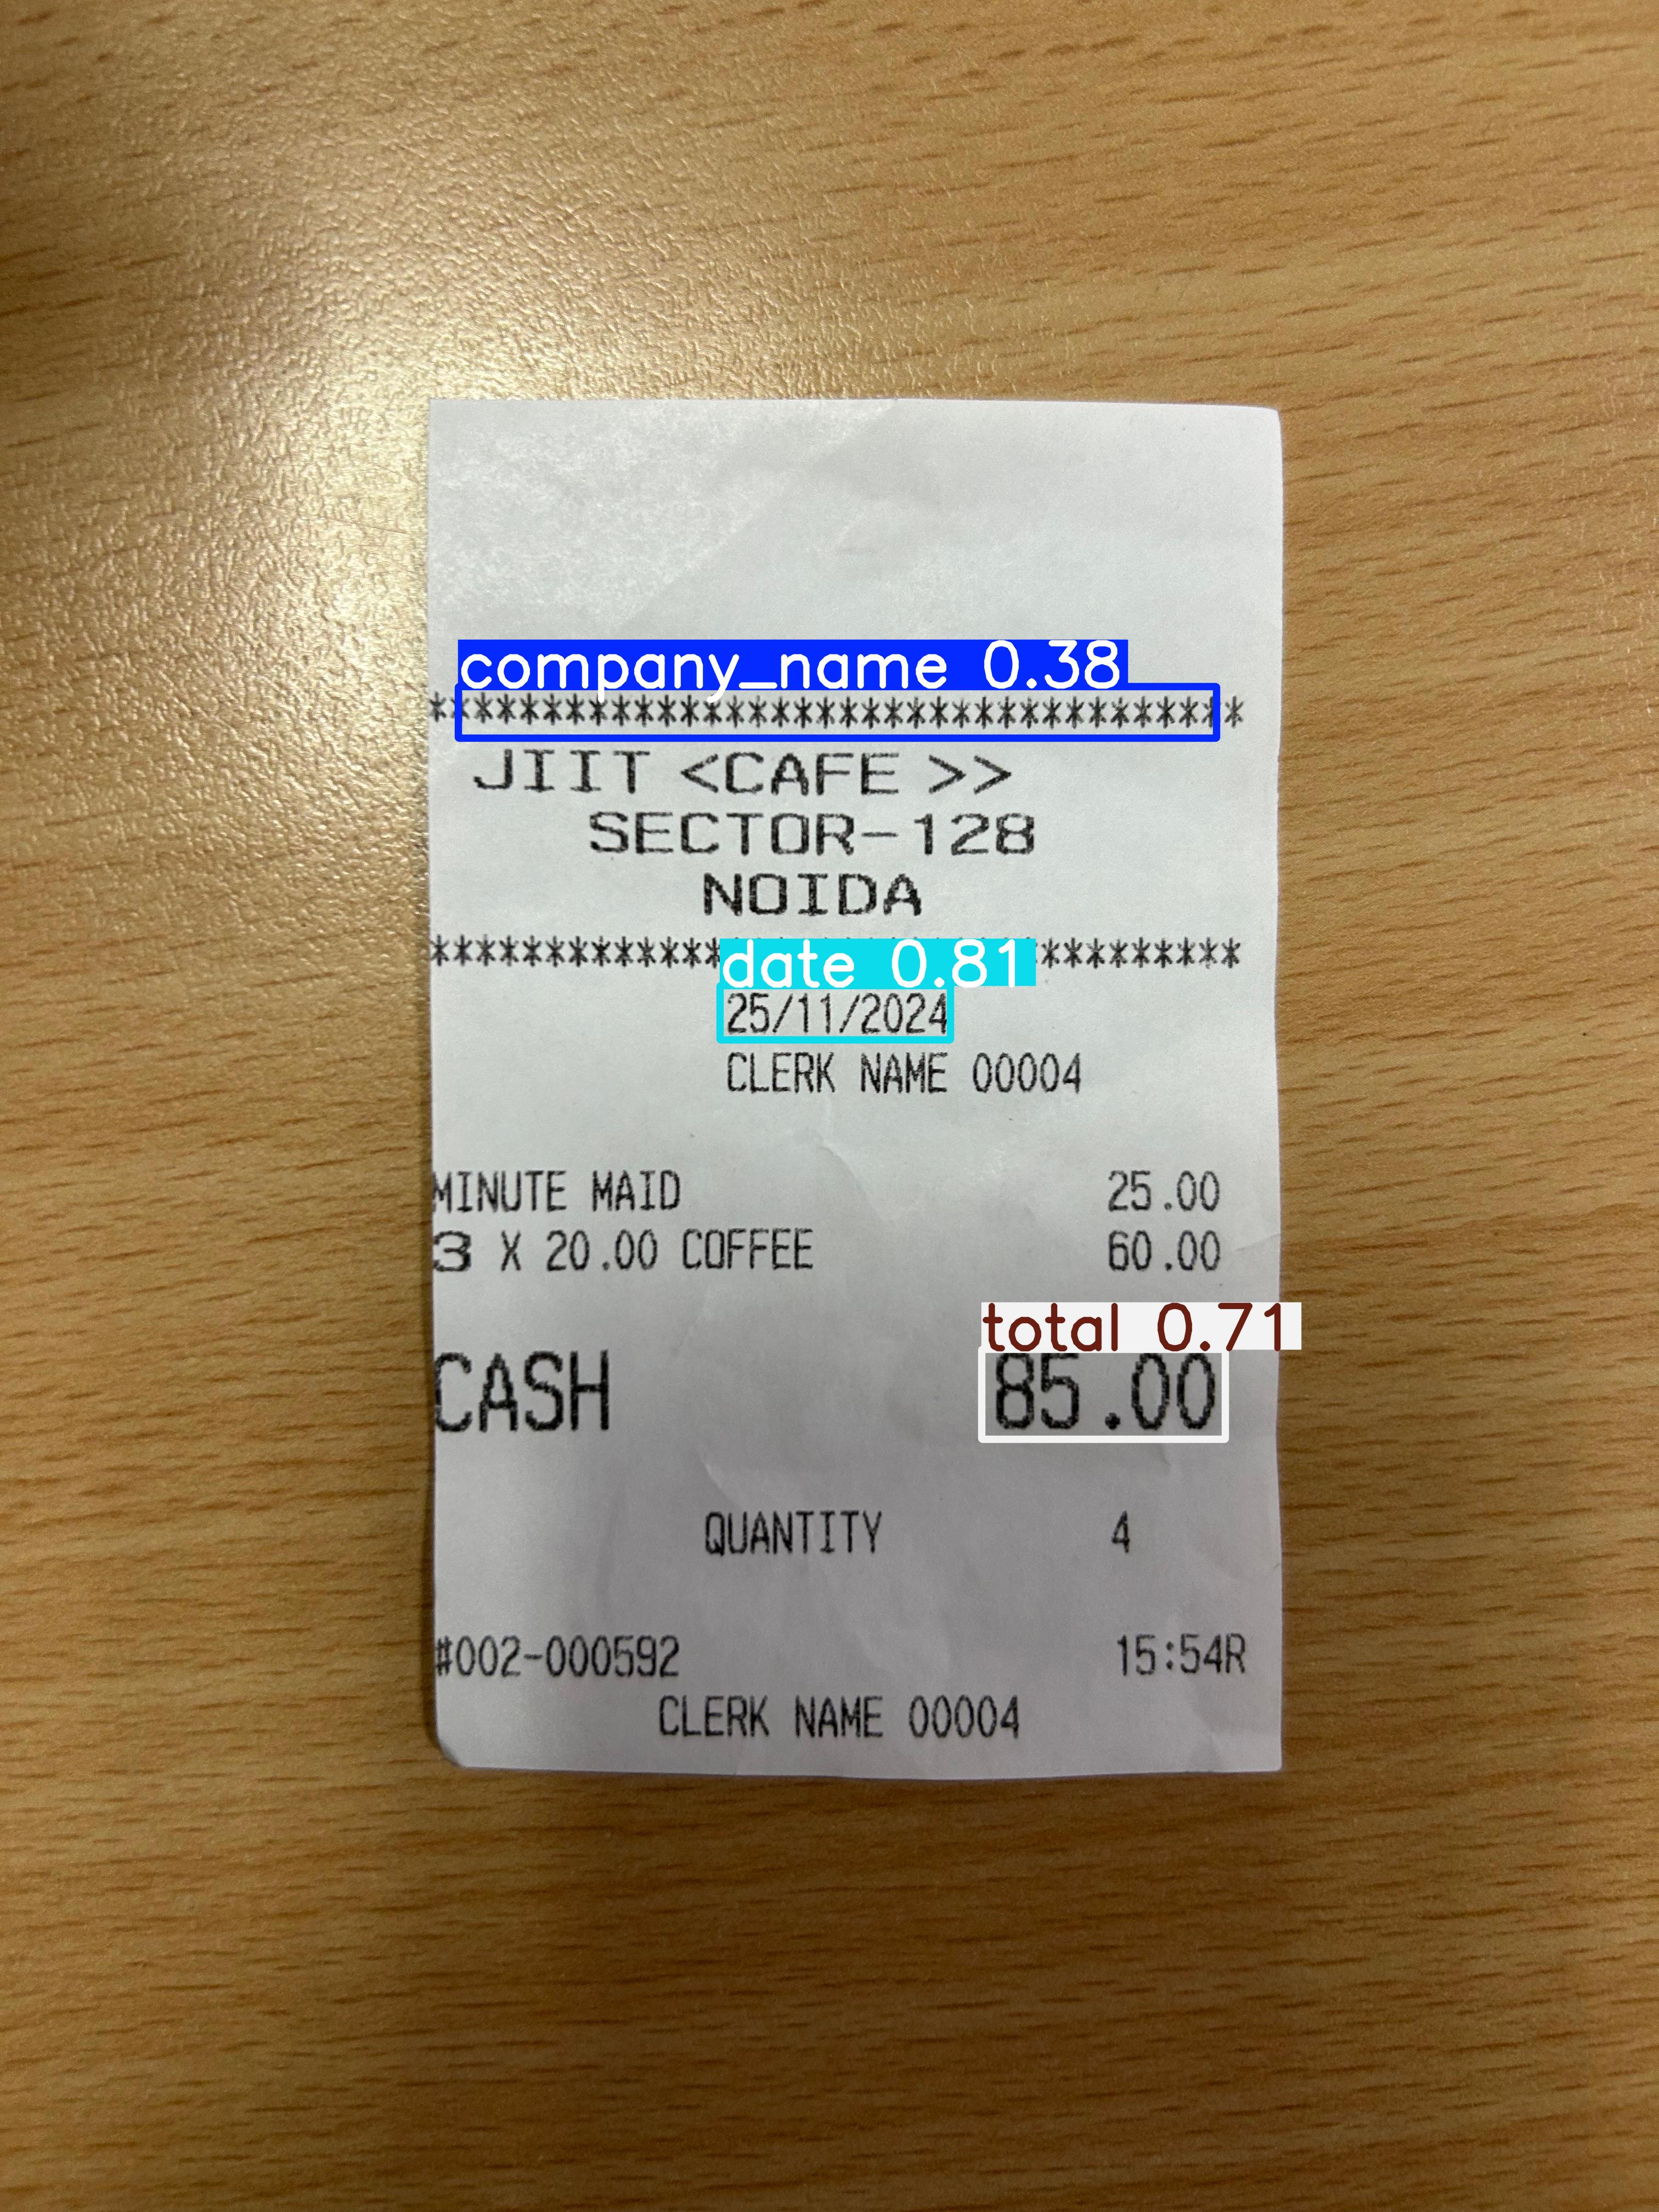 company_name 0.38
***********************************
JIIT <CAFE >>
SECTOR-128
NOIDA
date 0.81
25/11/2024
CLERK NAME 00004
MINUTE MAID 25.00
3 X 20.00 COFFEE 60.00
total 0.71
CASH 85.00
QUANTITY 4
#002-000592 15:54R
CLERK NAME 00004